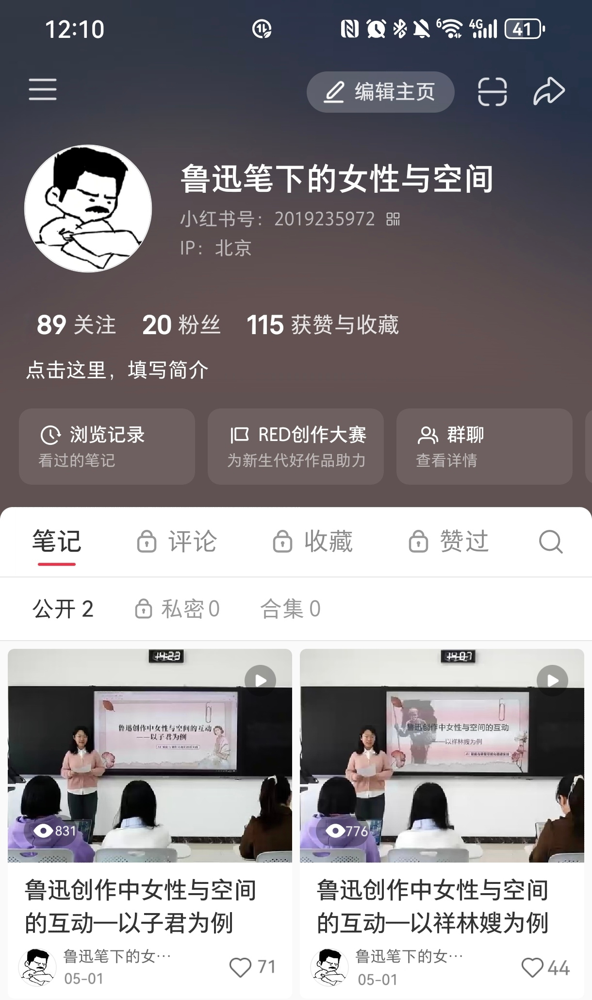 12:10
6 4G 41
编辑主页
鲁迅笔下的女性与空间
小红书号：2019235972
IP：北京
89 关注 20 粉丝 115 获赞与收藏
点击这里，填写简介
浏览记录 RED创作大赛 群聊
看过的笔记 为新生代好作品助力 查看详情
笔记 评论 收藏 赞过
公开 2 私密 0 合集 0
14:23
鲁迅创作中女性与空间的互动
——以子君为例
831
鲁迅创作中女性与空间
的互动—以子君为例
鲁迅笔下的女…
05-01
71
14:07
鲁迅创作中女性与空间的互动
——以祥林嫂为例
776
鲁迅创作中女性与空间
的互动—以祥林嫂为例
鲁迅笔下的女…
05-01
44